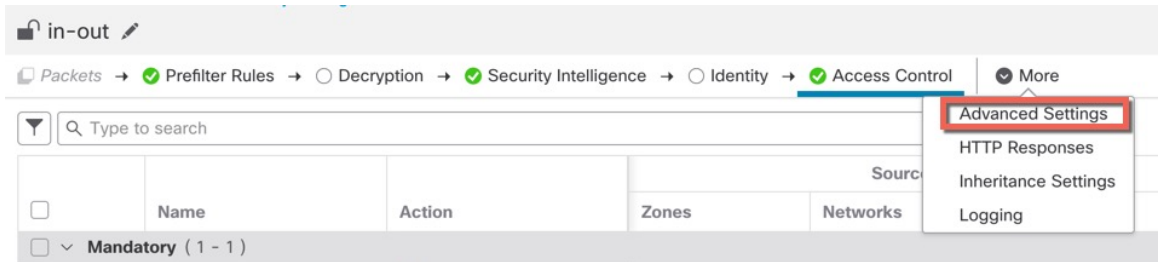 in-out
Packets → Prefilter Rules → Decryption → Security Intelligence → Identity → Access Control More
Advanced Settings
Type to search
HTTP Responses
Sourc
Inheritance Settings
Name Action Zones Networks
Logging
Mandatory (1 - 1)